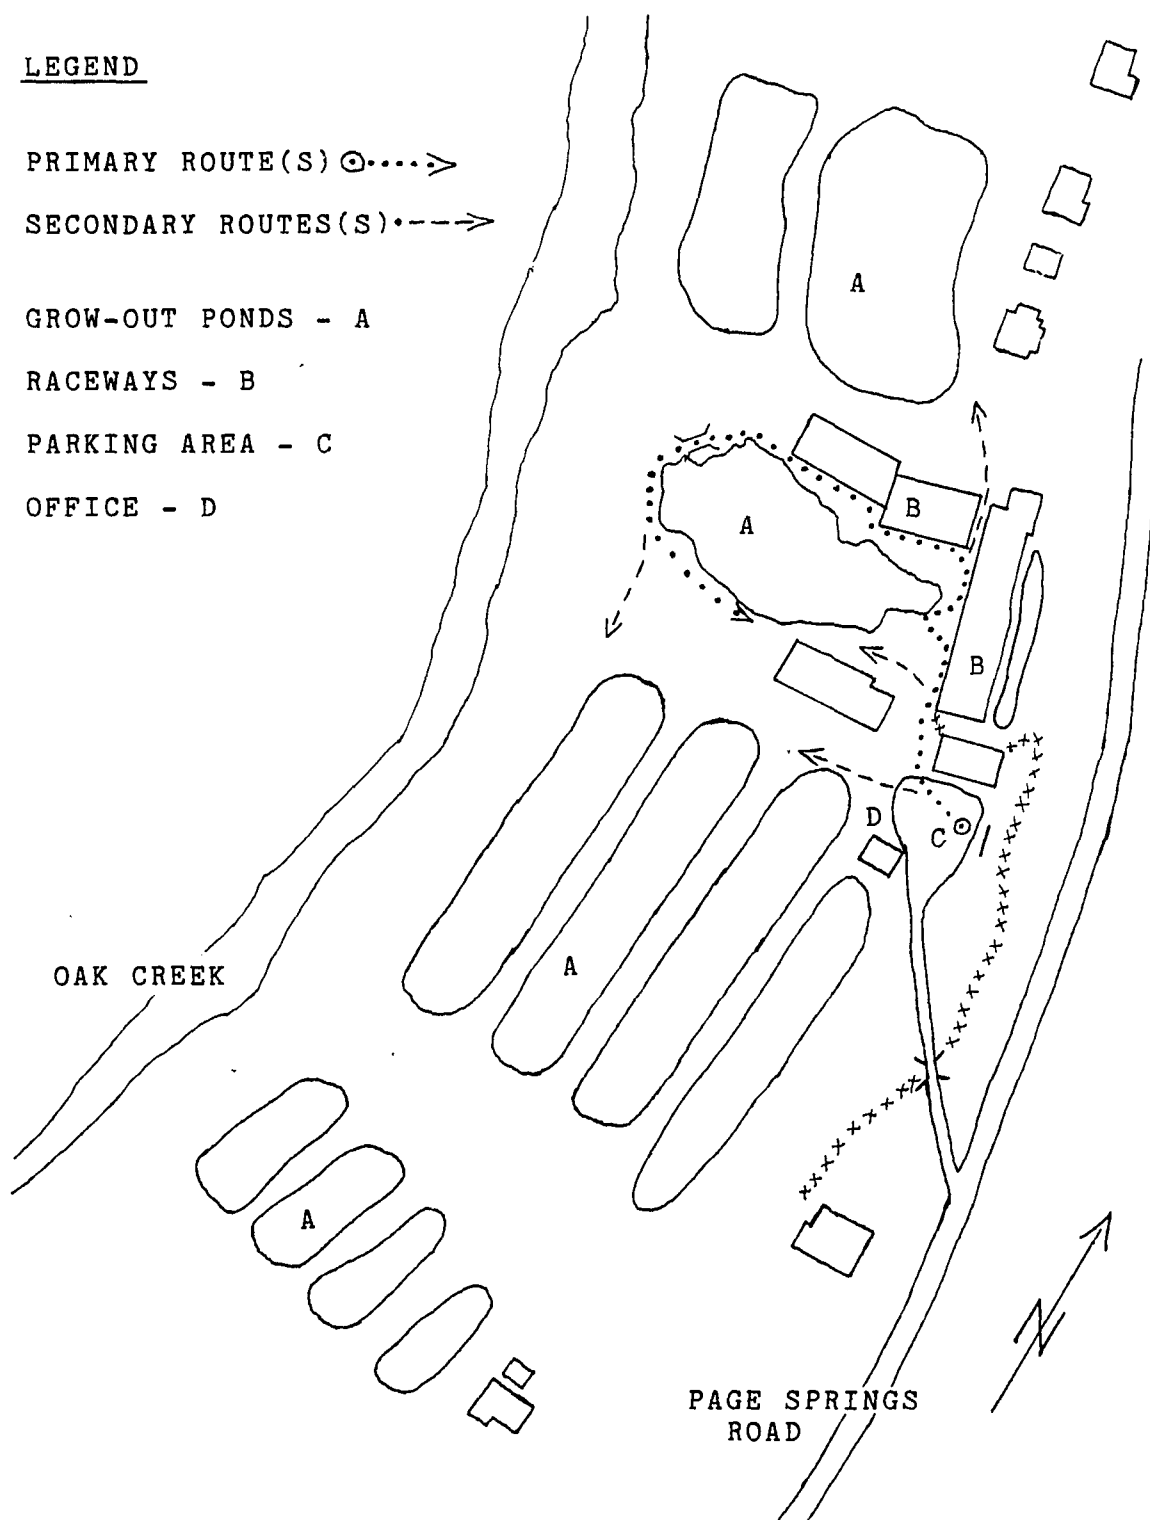 LEGEND
PRIMARY ROUTE(S)
SECONDARY ROUTES(S)
GROW-OUT PONDS - A
RACEWAYS - B
PARKING AREA - C
OFFICE - D
A
A
B
B
D
C
A
OAK CREEK
A
N
PAGE SPRINGS
ROAD